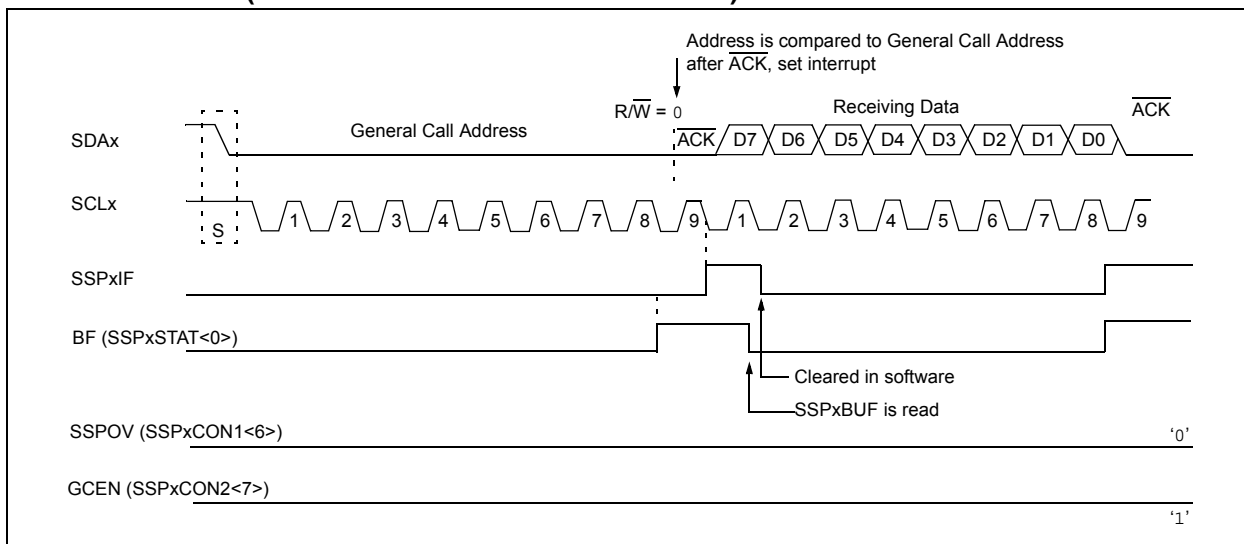 (
)
Address is compared to General Call Address
after ACK, set interrupt
R/W = 0
Receiving Data
ACK
SDAx
General Call Address
ACK D7 D6 D5 D4 D3 D2 D1 D0
SCLx
S
1 2 3 4 5 6 7 8 9 1 2 3 4 5 6 7 8 9
SSPxIF
BF (SSPxSTAT<0>)
Cleared in software
SSPxBUF is read
SSPOV (SSPxCON1<6>)
‘0’
GCEN (SSPxCON2<7>)
‘1’